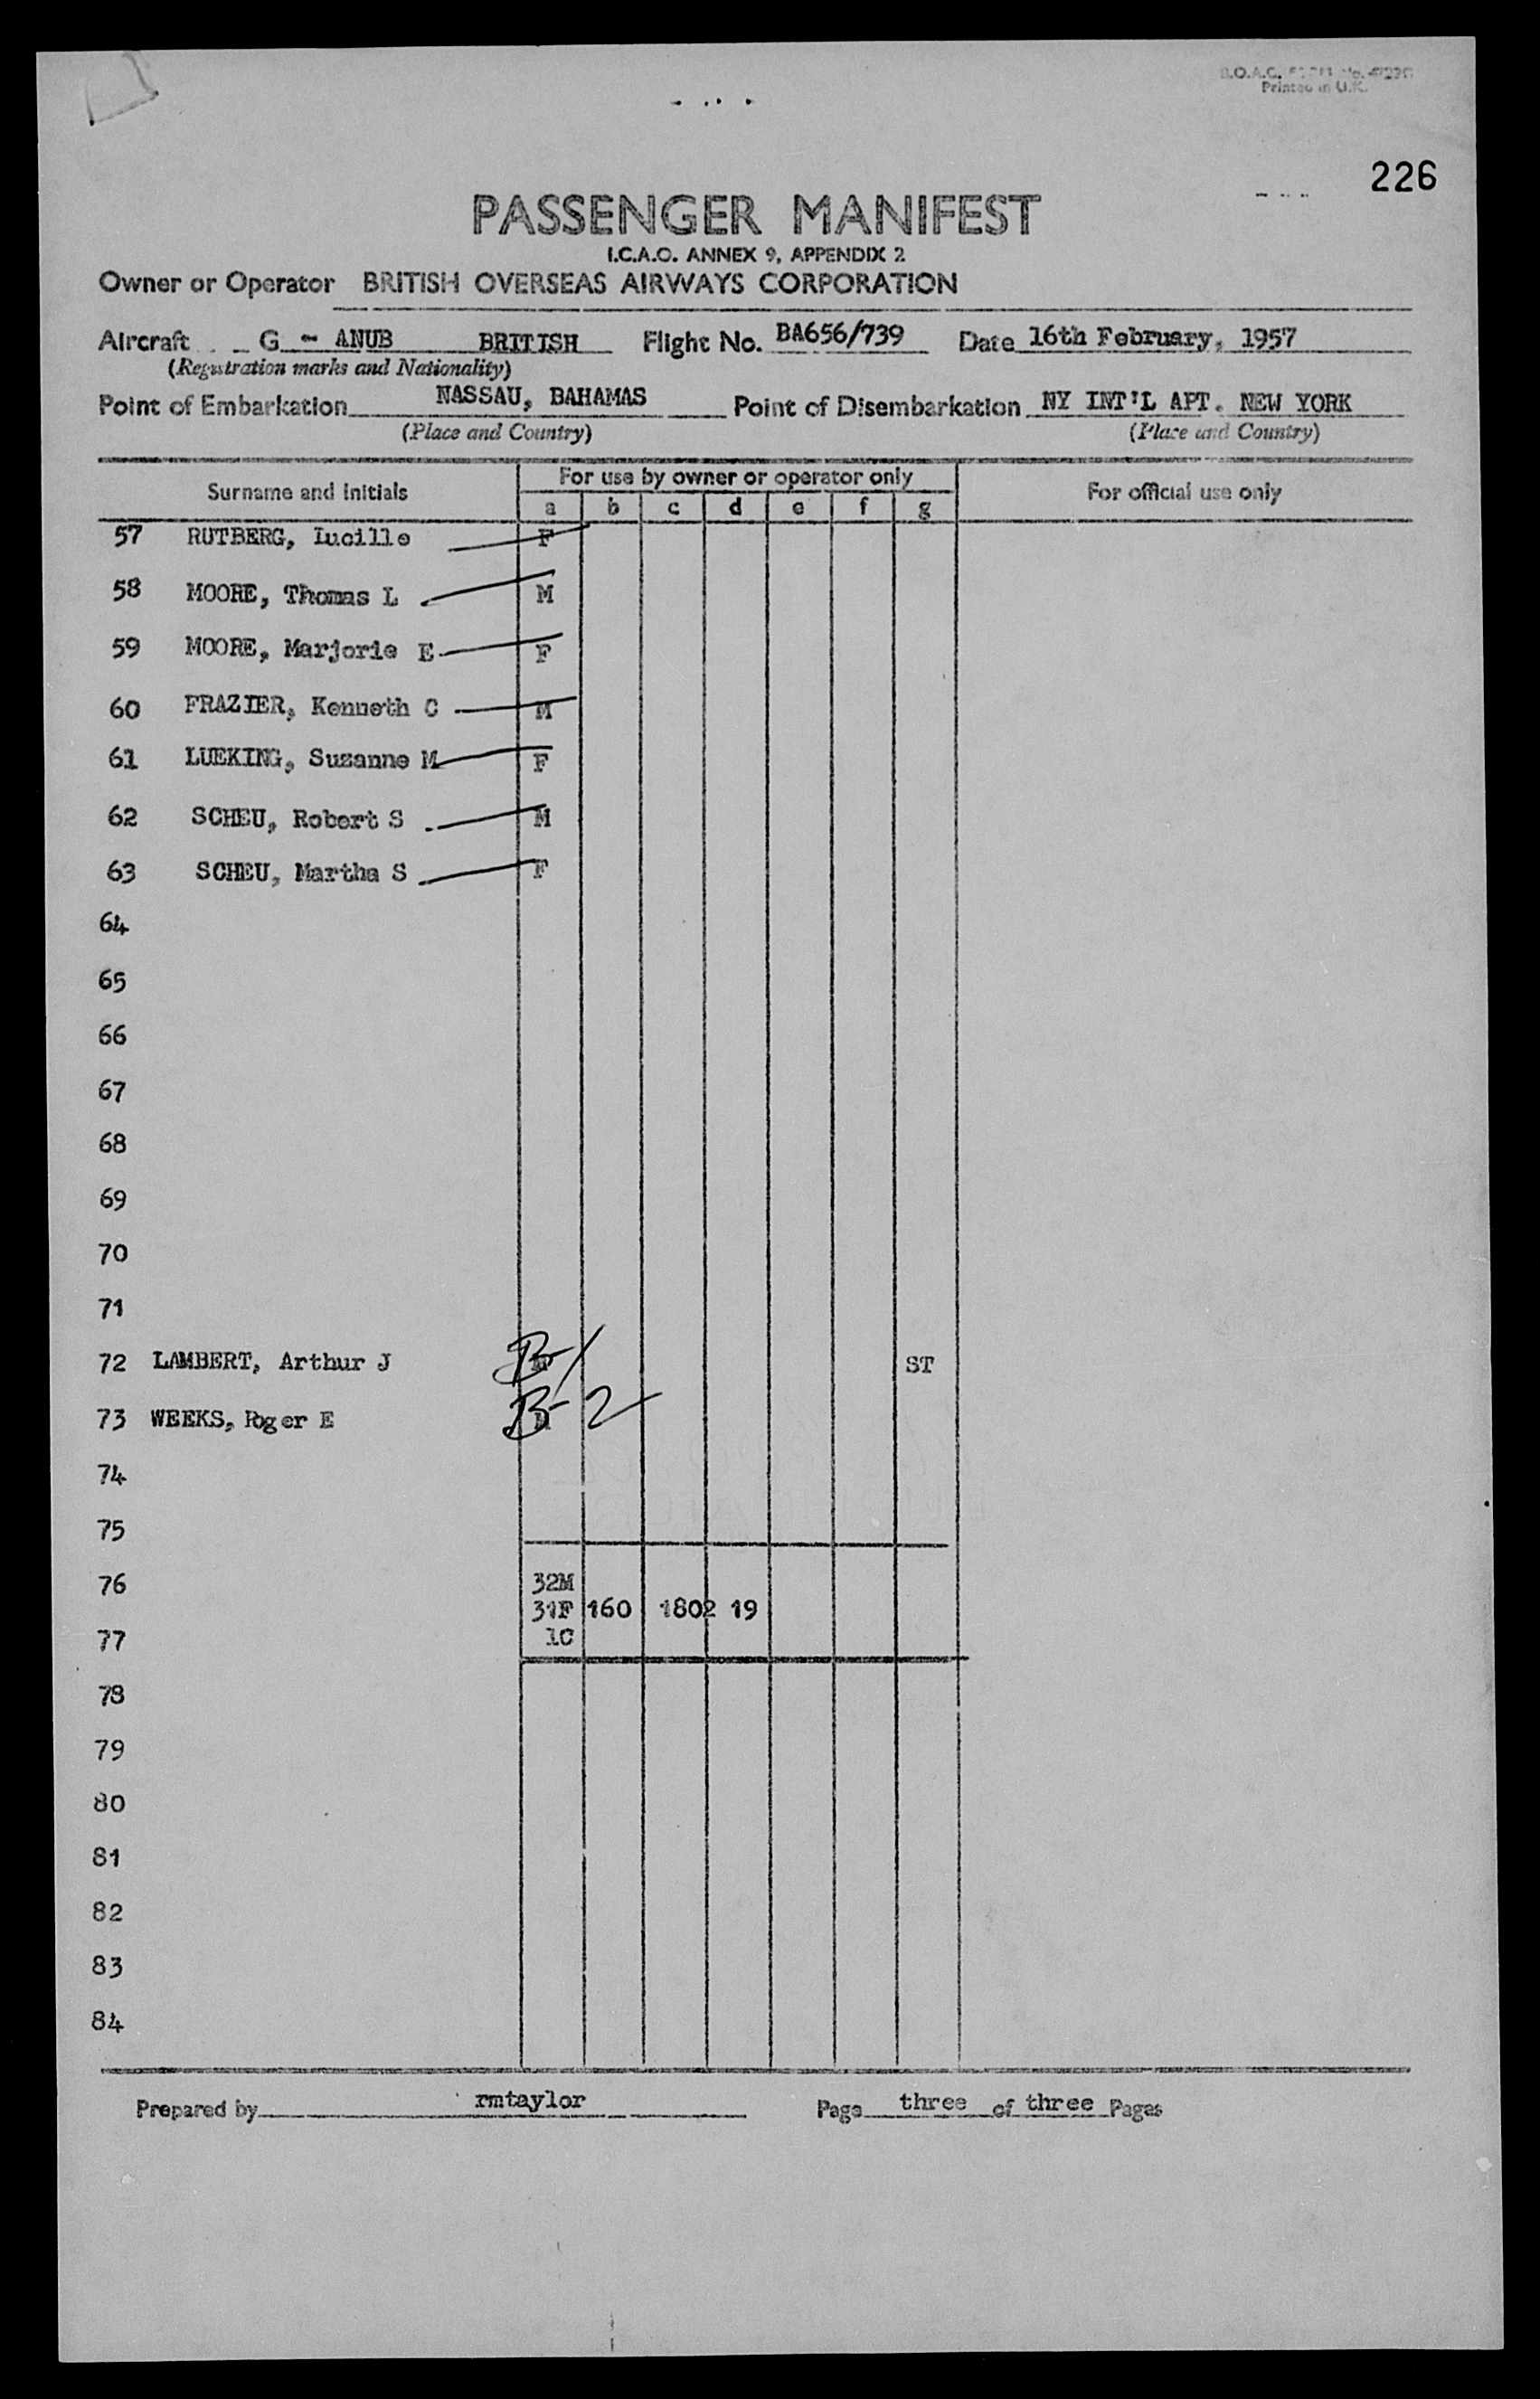 B.O.A.C.
Printed in U.K.
226
PASSENGER MANIFEST
I.C.A.O. ANNEX 9, APPENDIX 2
Owner or Operator BRITISH OVERSEAS AIRWAYS CORPORATION
Aircraft G - ANUB BRITISH Flight No. BA656/739 Date 16th February, 1957
(Registration marks and Nationality)
Point of Embarkation NASSAU, BAHAMAS Point of Disembarkation NY INT'L APT. NEW YORK
(Place and Country) (Place and Country)
Surname and Initials For use by owner or operator only For official use only
a b c d e f g
57 RUTBERG, Lucille F
58 MOORE, Thomas L M
59 MOORE, Marjorie E F
60 FRAZIER, Kenneth C M
61 LUEKING, Suzanne M F
62 SCHEU, Robert S M
63 SCHEU, Martha S F
64
65
66
67
68
69
70
71
72 LAMBERT, Arthur J B-1 ST
73 WEEKS, Roger E B-2
74
75
76 32M
31F 160 1802 19
77 1C
78
79
80
81
82
83
84
Prepared by rmtaylor Page three of three Pages